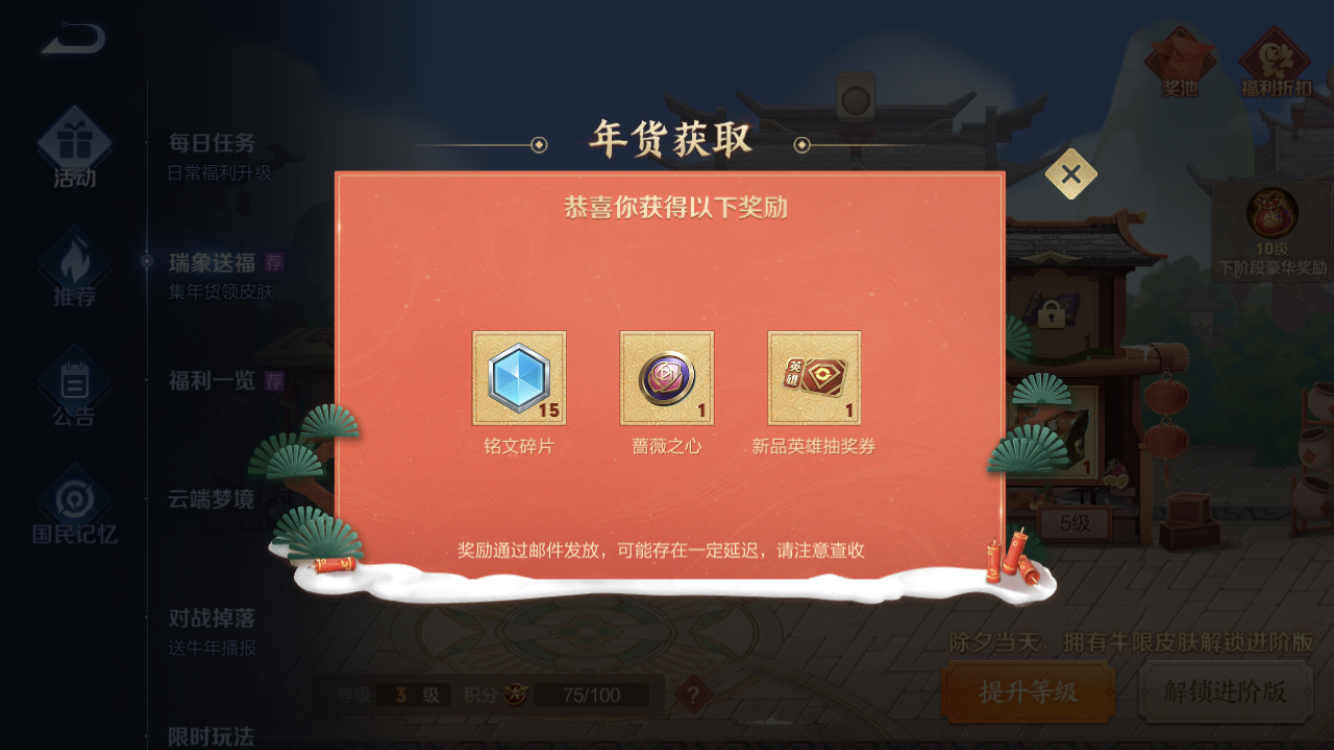 活动
推荐
公告
国民记忆
每日任务
日常福利升级
瑞象送福 荐
集年货领皮肤
福利一览 荐
云端梦境
对战掉落
送牛年播报
限时玩法
奖池
福利折扣
10级
下阶段豪华奖励
年货获取
恭喜你获得以下奖励
15
铭文碎片
1
蔷薇之心
英雄
1
新品英雄抽奖券
奖励通过邮件发放，可能存在一定延迟，请注意查收
1
1
5级
除夕当天，拥有牛限皮肤解锁进阶版
等级 3 级 积分 75/100 ?
提升等级
解锁进阶版